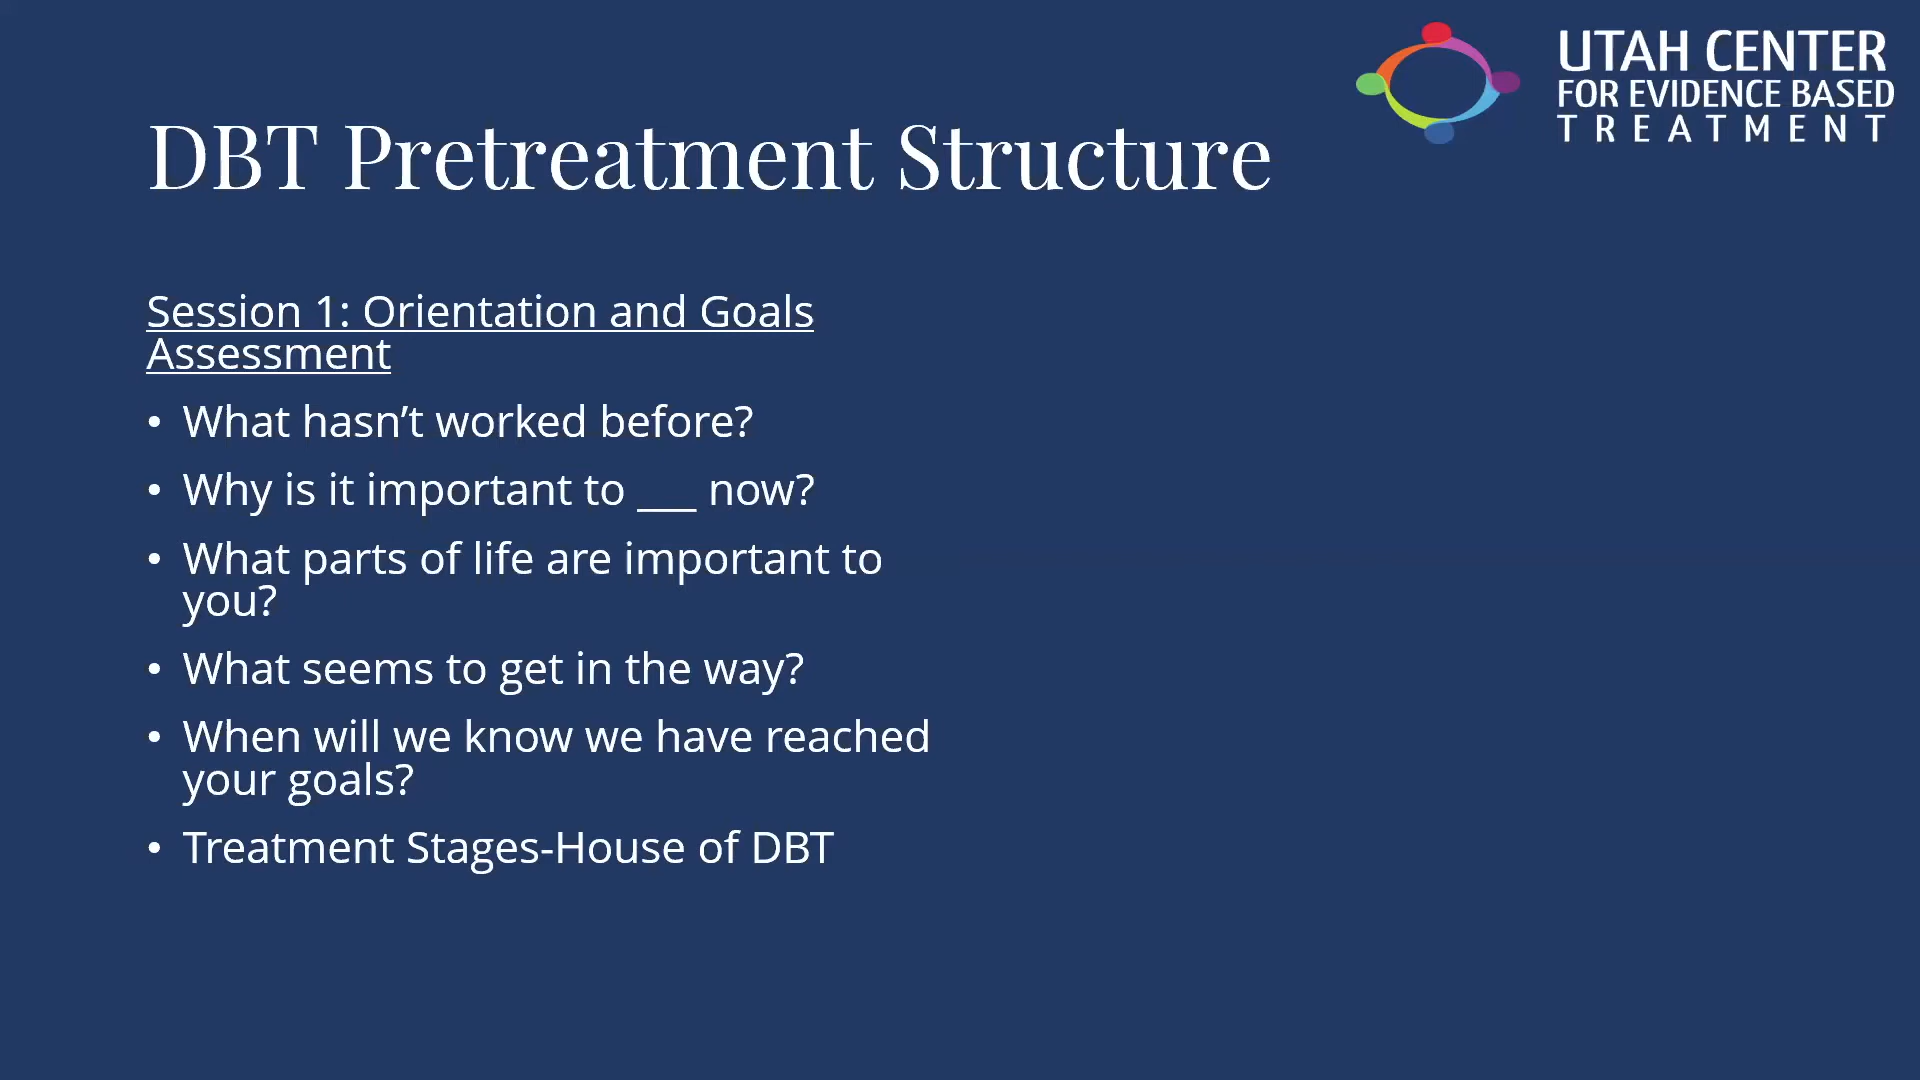 UTAH CENTER
FOR EVIDENCE BASED
TREATMENT
DBT Pretreatment Structure
Session 1: Orientation and Goals
Assessment
• What hasn’t worked before?
• Why is it important to ___ now?
• What parts of life are important to
you?
• What seems to get in the way?
• When will we know we have reached
your goals?
• Treatment Stages-House of DBT